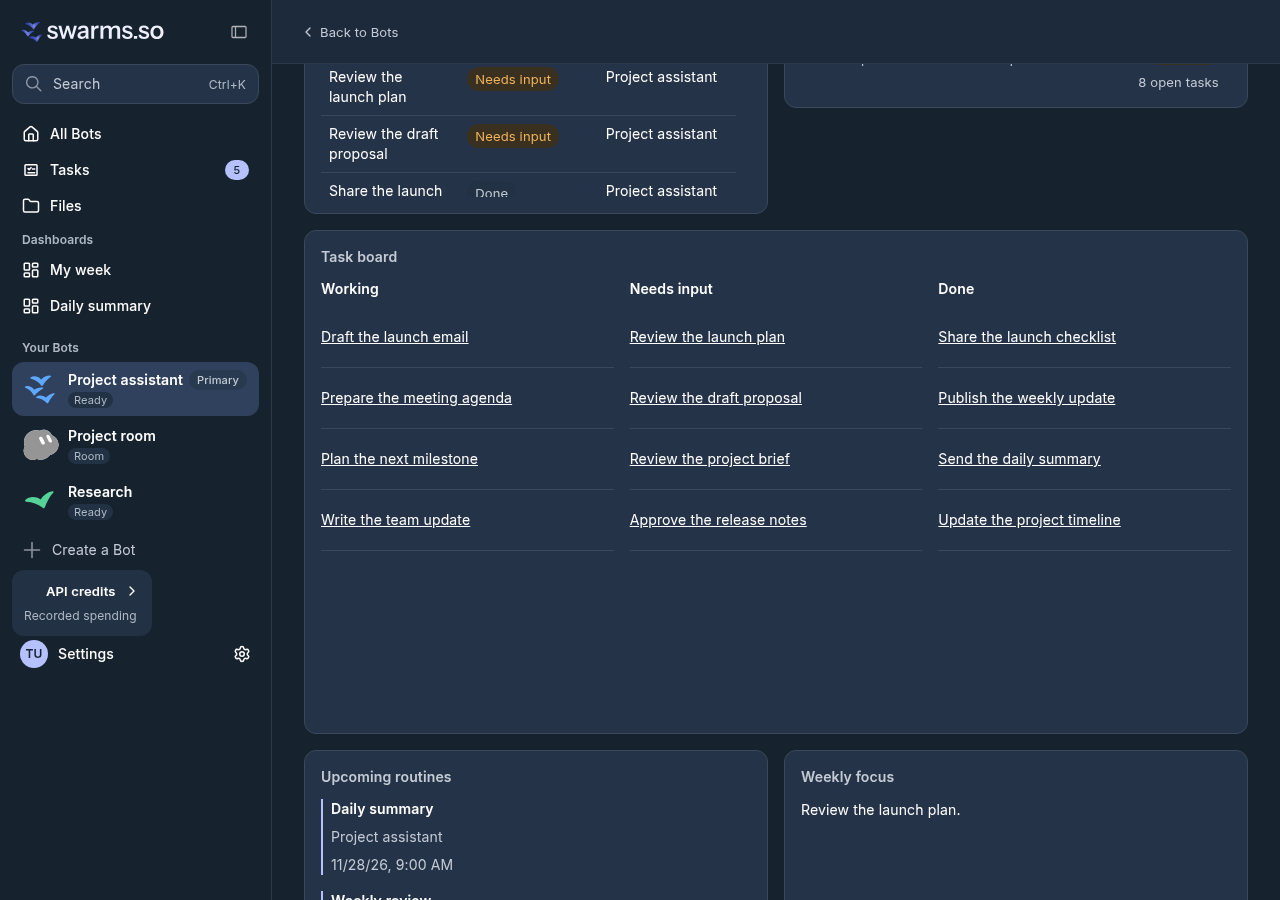 swarms.so
Search Ctrl+K
All Bots
Tasks 5
Files
Dashboards
My week
Daily summary
Your Bots
Project assistant Primary
Ready
Project room
Room
Research
Ready
Create a Bot
API credits
Recorded spending
TU Settings
Back to Bots
Review the launch plan Needs input Project assistant
Review the draft proposal Needs input Project assistant
Share the launch Done Project assistant
8 open tasks
Task board
Working
Draft the launch email
Prepare the meeting agenda
Plan the next milestone
Write the team update
Needs input
Review the launch plan
Review the draft proposal
Review the project brief
Approve the release notes
Done
Share the launch checklist
Publish the weekly update
Send the daily summary
Update the project timeline
Upcoming routines
Daily summary
Project assistant
11/28/26, 9:00 AM
Weekly review
Weekly focus
Review the launch plan.